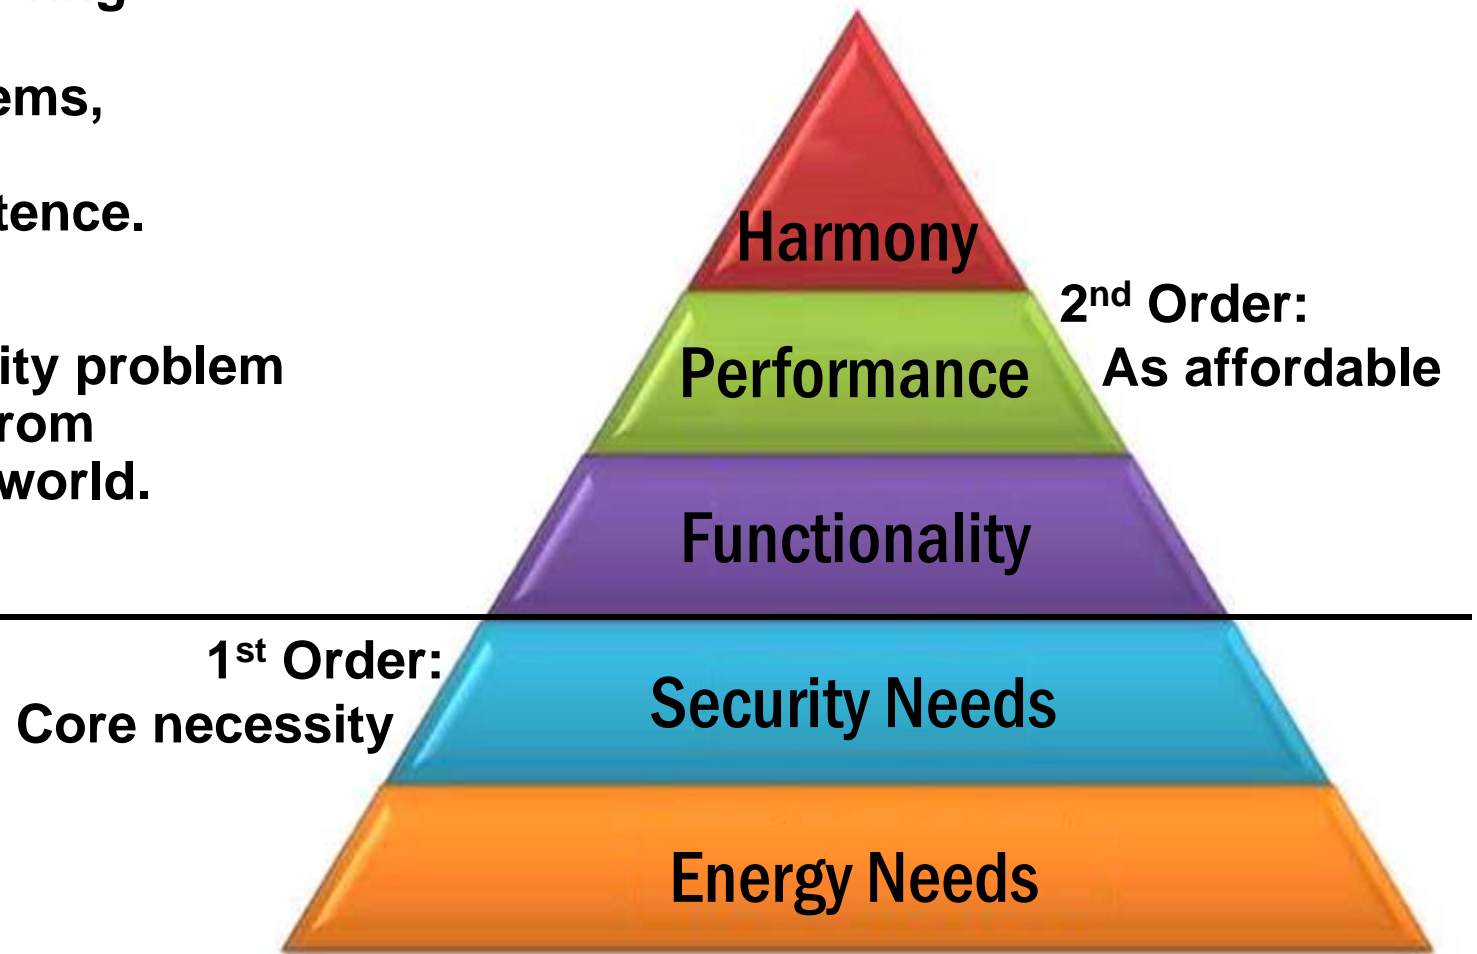 ems,
tence.
ity problem
rom
world.
Harmony
2nd Order:
As affordable
Performance
Functionality
1st Order:
Core necessity
Security Needs
Energy Needs